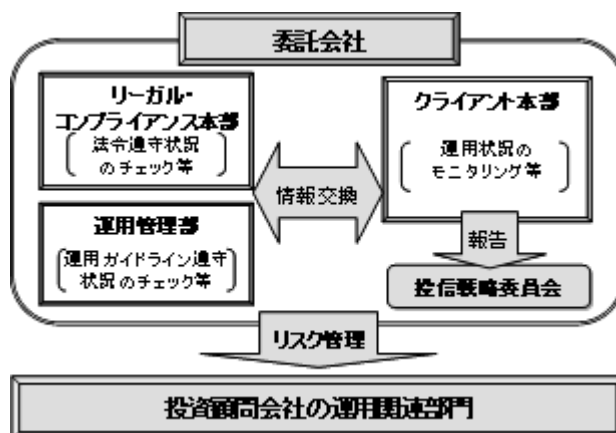 委託会社
リーガル・
コンプライアンス本部
法令遵守状況
のチェック等
クライアント本部
運用状況の
モニタリング等
情報交換
運用管理部
運用ガイドライン遵守
状況のチェック等
報告
投信戦略委員会
リスク管理
投資顧問会社の運用関連部門